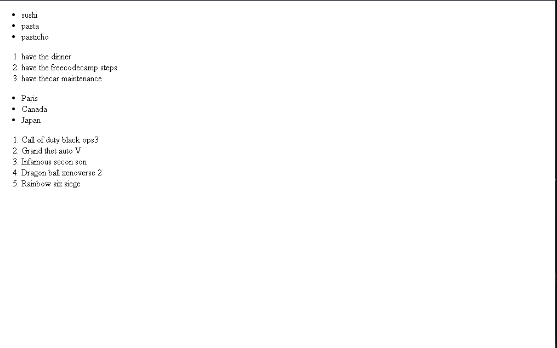 • sushi
• pasta
• pasticho
1. have the dinner
2. have the freecodecamp steps
3. have thecar maintenance
• Paris
• Canada
• Japan
1. Call of duty black ops3
2. Grand thet auto V
3. Infamous secon son
4. Dragon ball xenoverse 2
5. Rainbow six siege